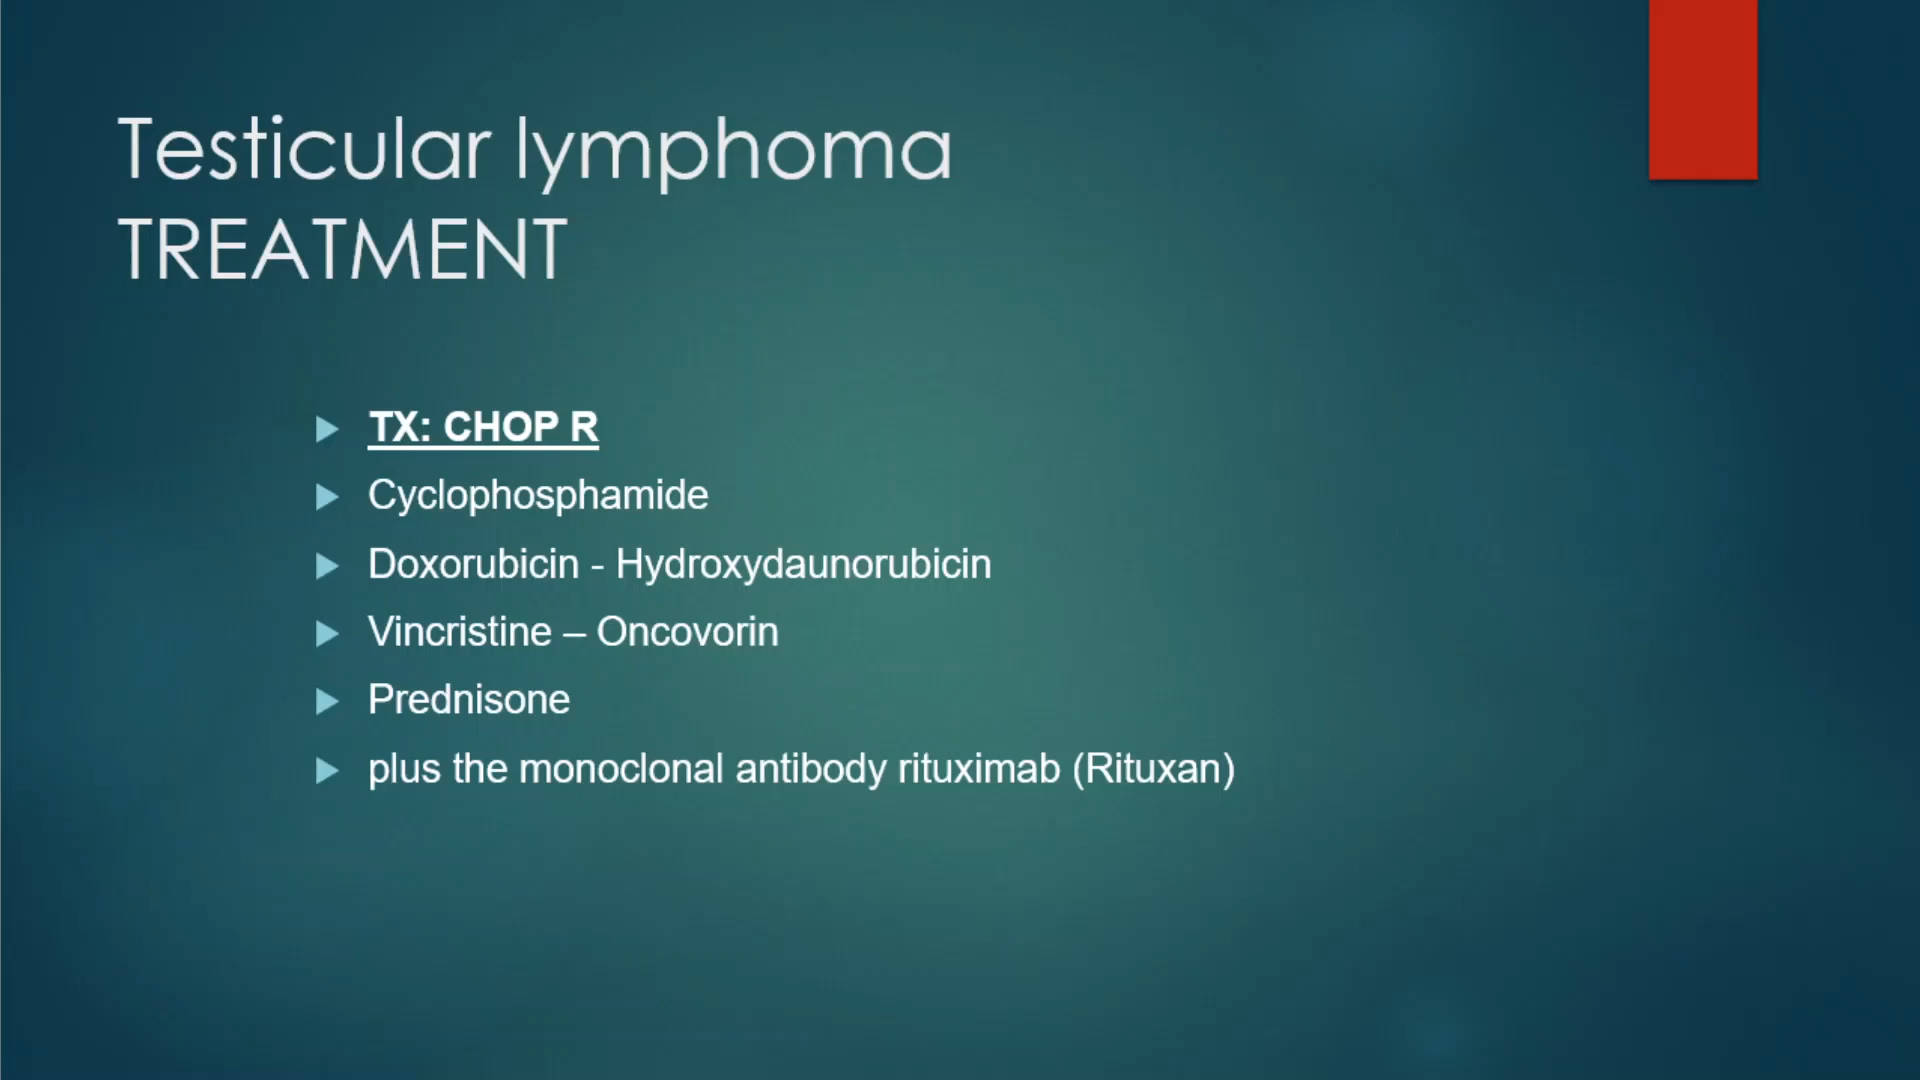 Testicular lymphoma
TREATMENT
TX: CHOP R
Cyclophosphamide
Doxorubicin - Hydroxydaunorubicin
Vincristine – Oncovorin
Prednisone
plus the monoclonal antibody rituximab (Rituxan)